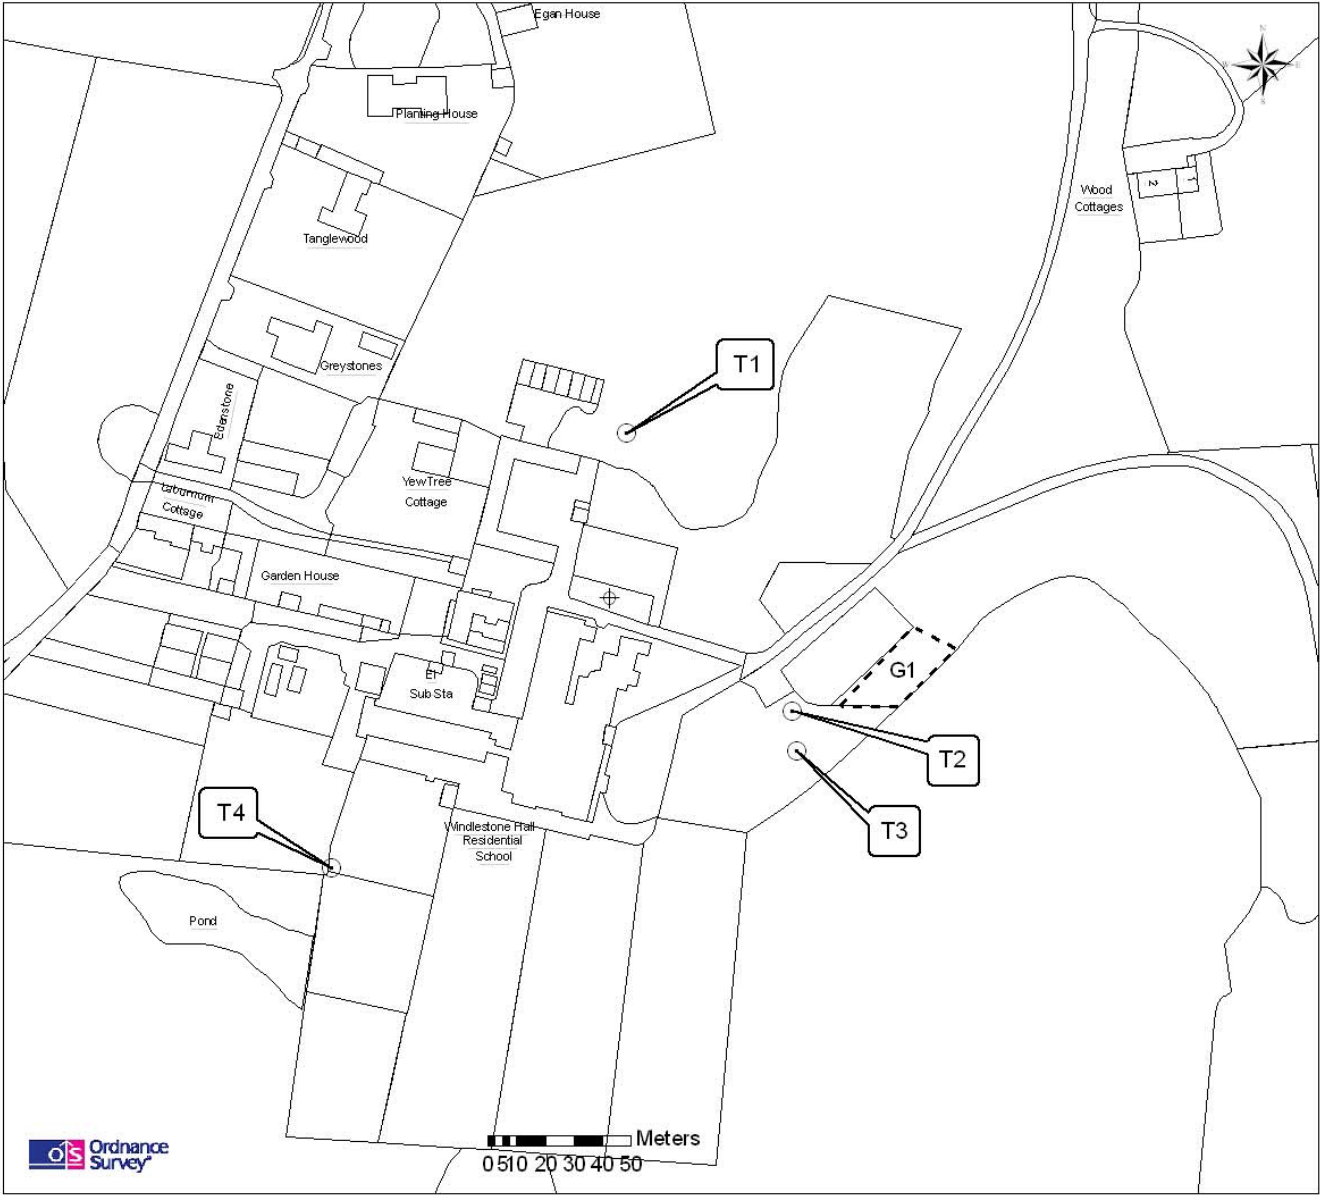 Egan House
N
W
E
S
Planting House
2
1
Wood
Cottages
Tanglewood
T1
Greystones
Edenstone
YewTree
Cottage
Laburnum
Cottage
Garden House
G1
El
Sub Sta
T2
T3
T4
Windlestone Hall
Residential
School
Pond
Ordnance
Survey
OS
Meters
0 5 10 20 30 40 50